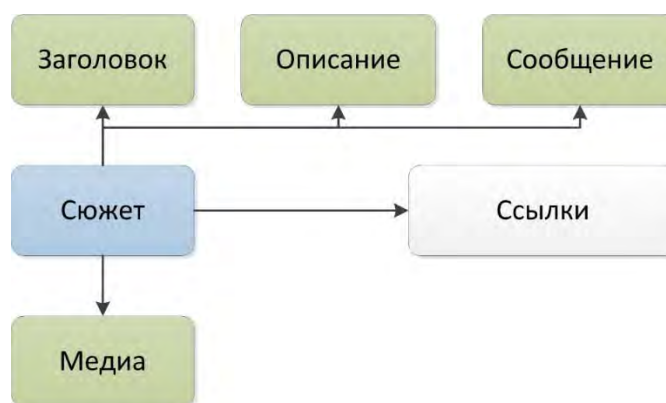 Заголовок
Описание
Сообщение
Сюжет
Ссылки
Медиа